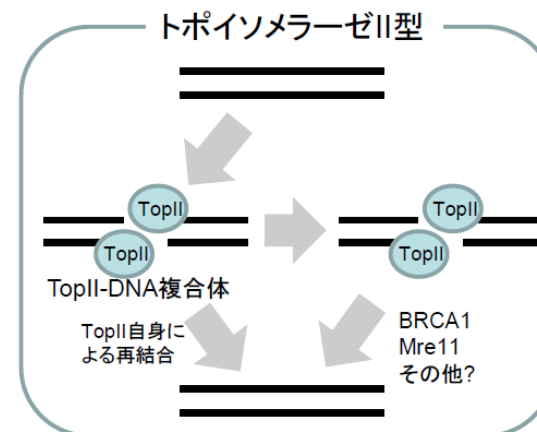 トポイソメラーゼII型
TopII
TopII
TopII
TopII
TopII-DNA複合体
TopII自身に
よる再結合
BRCA1
Mre11
その他?